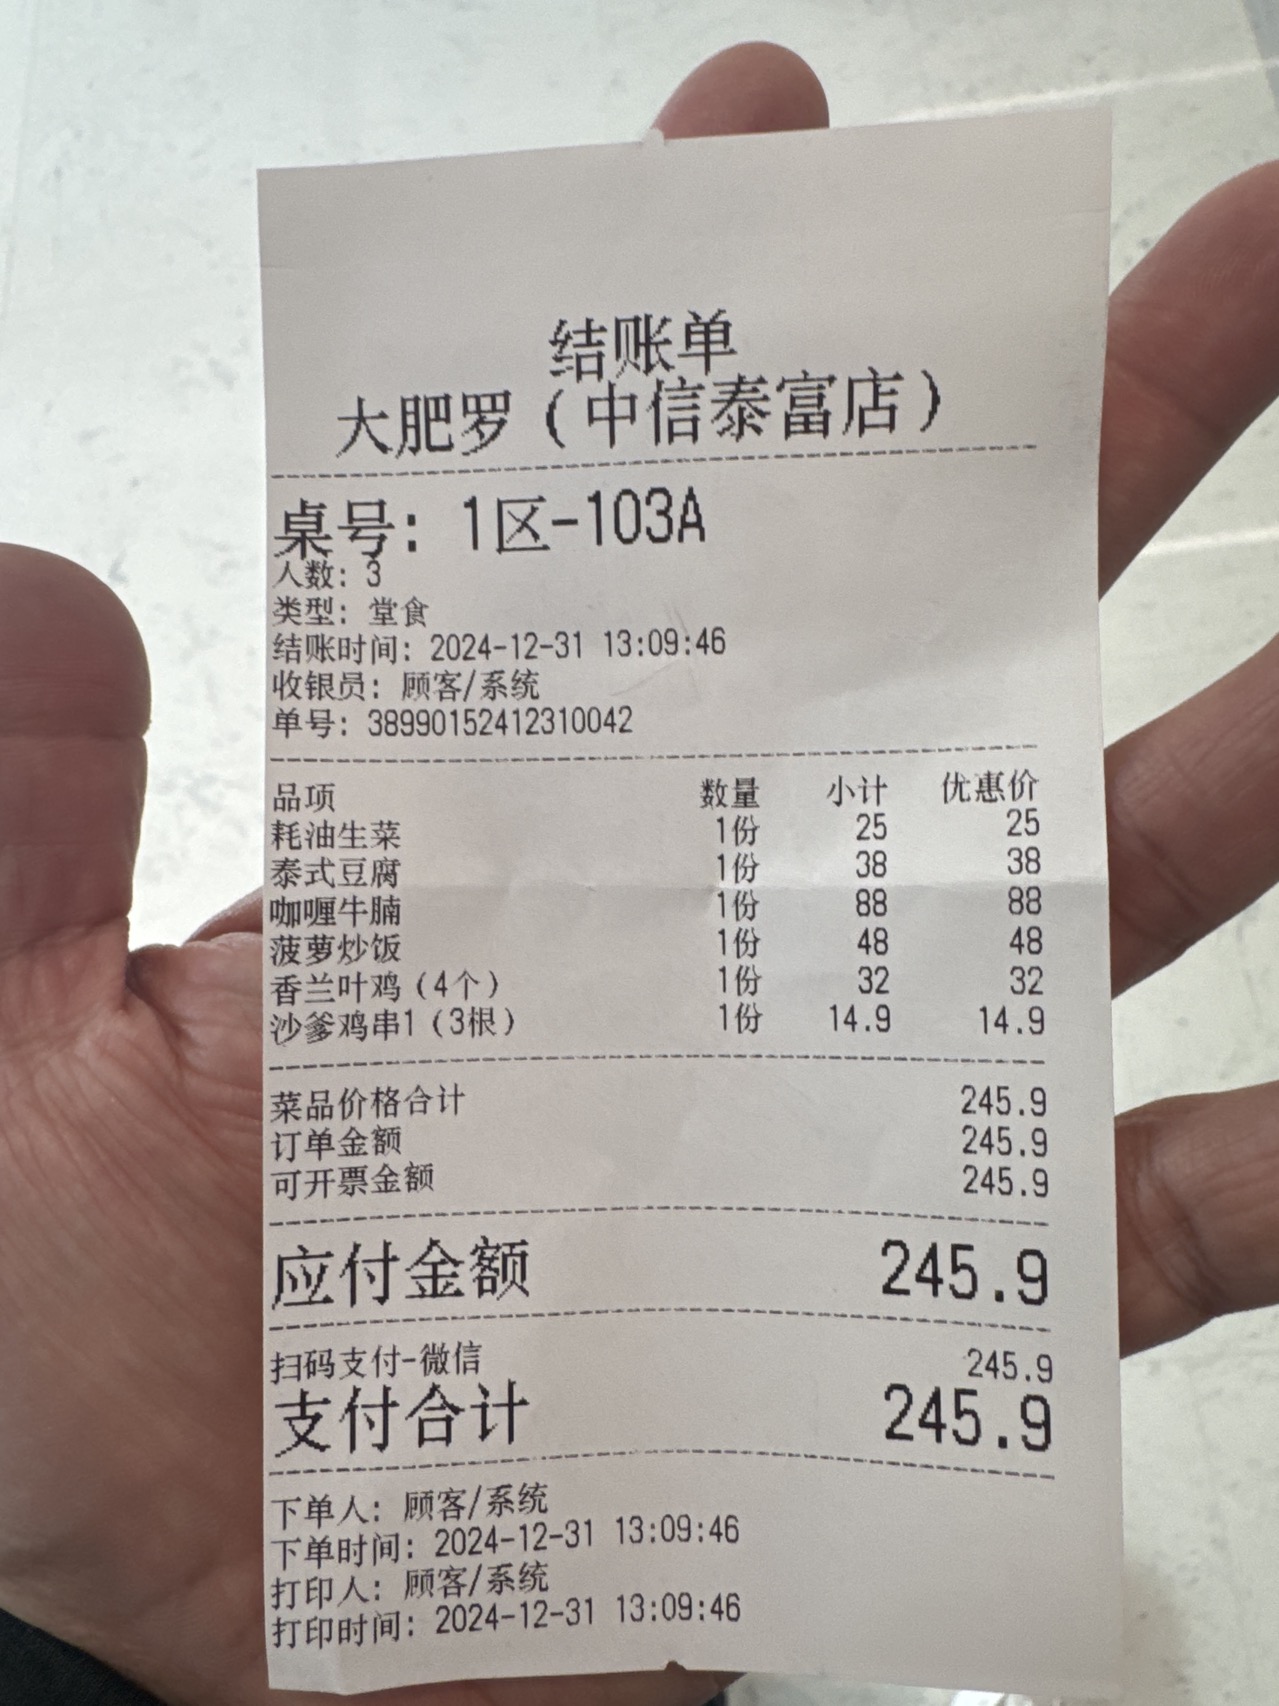 结账单
大肥罗（中信泰富店）
桌号：1区-103A
人数：3
类型：堂食
结账时间：2024-12-31 13:09:46
收银员：顾客/系统
单号：38990152412310042
品项 数量 小计 优惠价
耗油生菜 1份 25 25
泰式豆腐 1份 38 38
咖喱牛腩 1份 88 88
菠萝炒饭 1份 48 48
香兰叶鸡（4个） 1份 32 32
沙爹鸡串1（3根） 1份 14.9 14.9
菜品价格合计 245.9
订单金额 245.9
可开票金额 245.9
应付金额 245.9
扫码支付-微信 245.9
支付合计 245.9
下单人：顾客/系统
下单时间：2024-12-31 13:09:46
打印人：顾客/系统
打印时间：2024-12-31 13:09:46